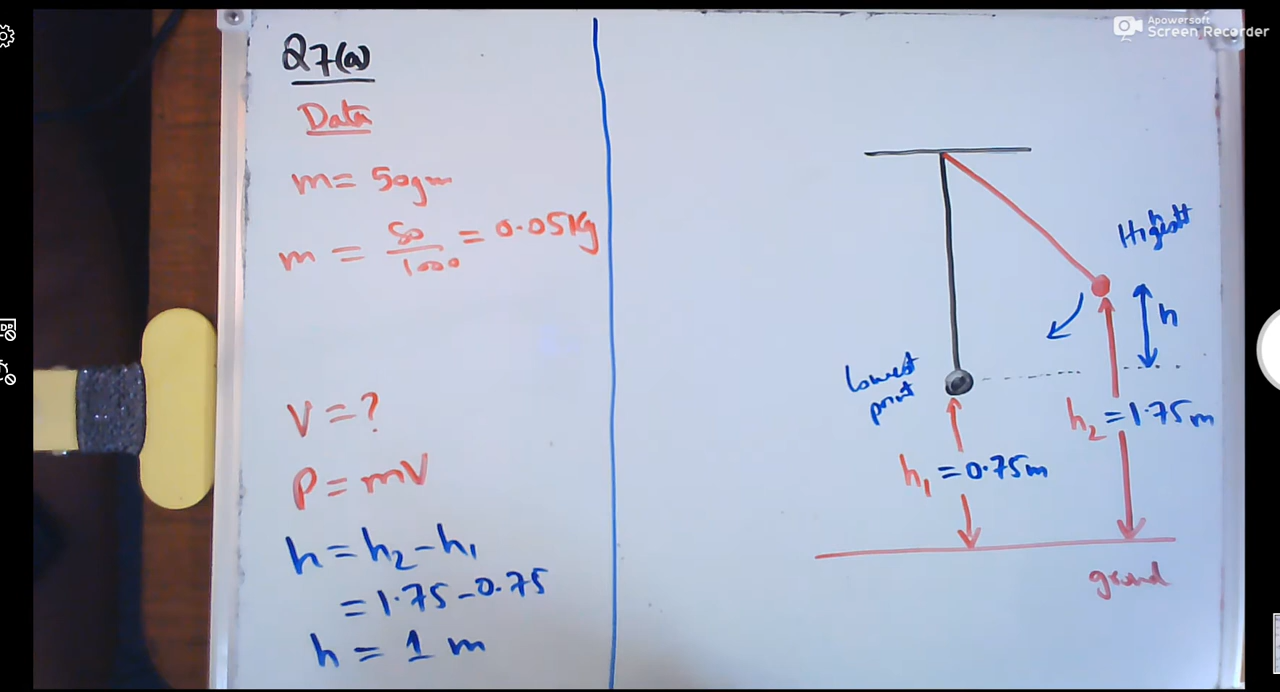 Apowersoft
Screen Recorder
Q7(a)
Data
m = 50gm
m = 50/1000 = 0.05Kg
V = ?
P = mV
h = h₂ - h₁
= 1.75 - 0.75
h = 1 m
Highest
h
lowest
point
h₂ = 1.75m
h₁ = 0.75m
ground